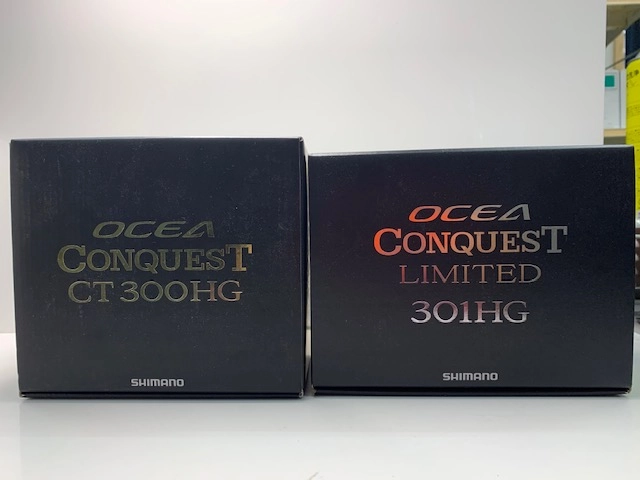 OCEA
CONQUEST
CT 300HG
SHIMANO
OCEA
CONQUEST
LIMITED
301HG
SHIMANO